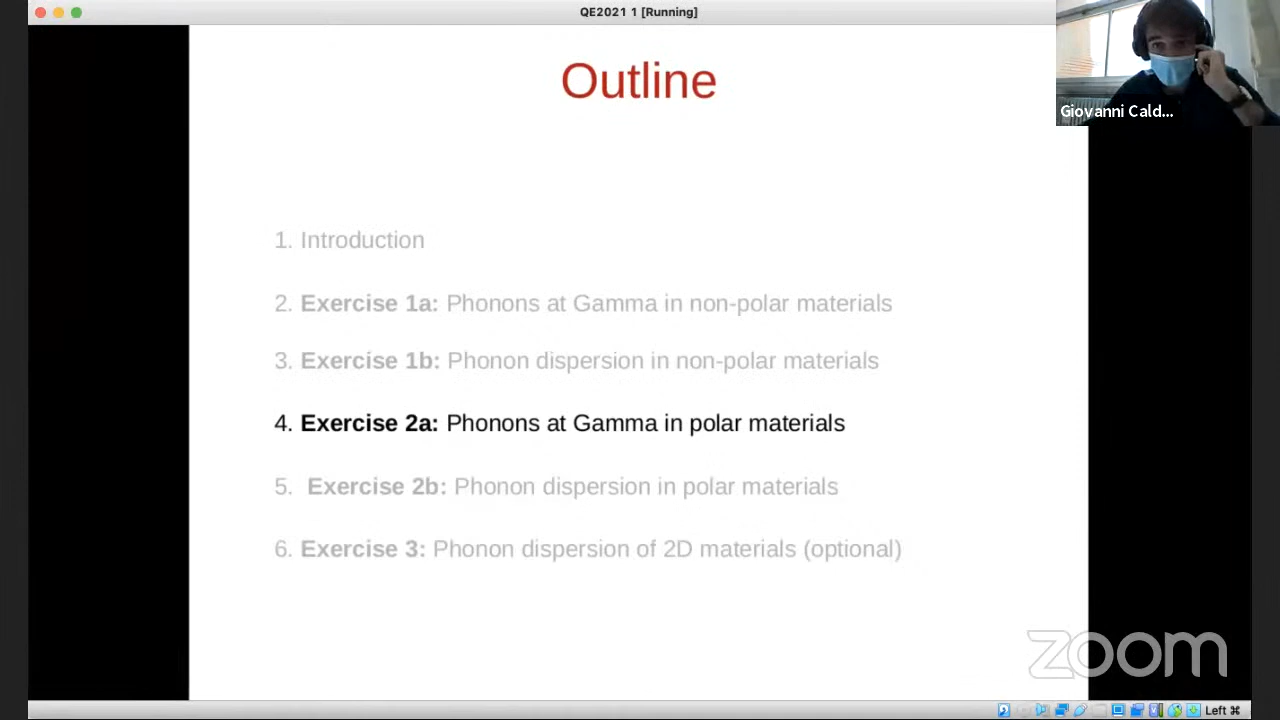 QE2021 1 [Running]
Outline
Giovanni Cald...
1. Introduction
2. Exercise 1a: Phonons at Gamma in non-polar materials
3. Exercise 1b: Phonon dispersion in non-polar materials
4. Exercise 2a: Phonons at Gamma in polar materials
5. Exercise 2b: Phonon dispersion in polar materials
6. Exercise 3: Phonon dispersion of 2D materials (optional)
zoom
Left ⌘